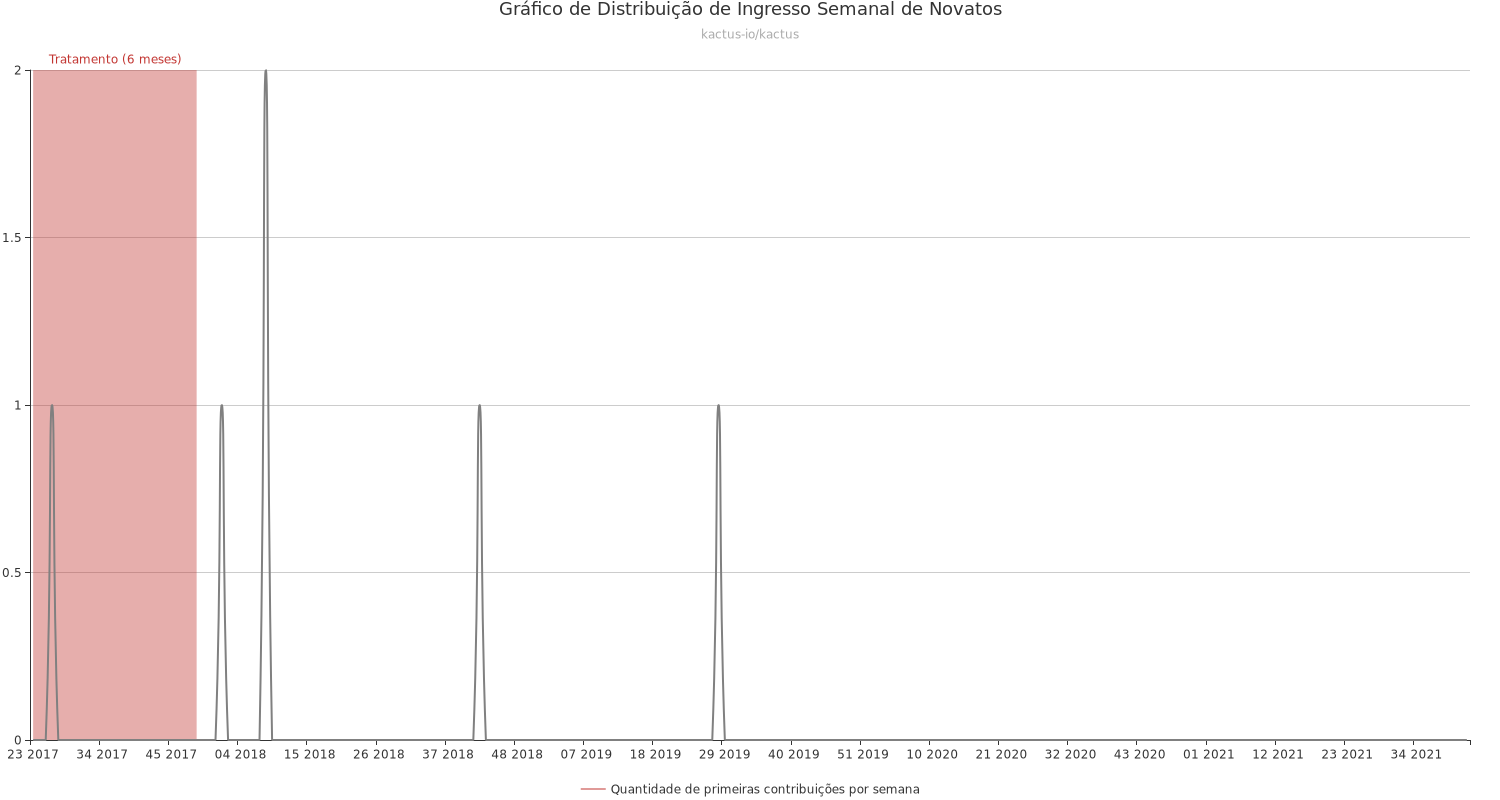 Gráfico de Distribuição de Ingresso Semanal de Novatos
kactus-io/kactus
Tratamento (6 meses)
2
1.5
1
0.5
0
23 2017 34 2017 45 2017 04 2018 15 2018 26 2018 37 2018 48 2018 07 2019 18 2019 29 2019 40 2019 51 2019 10 2020 21 2020 32 2020 43 2020 01 2021 12 2021 23 2021 34 2021
Quantidade de primeiras contribuições por semana